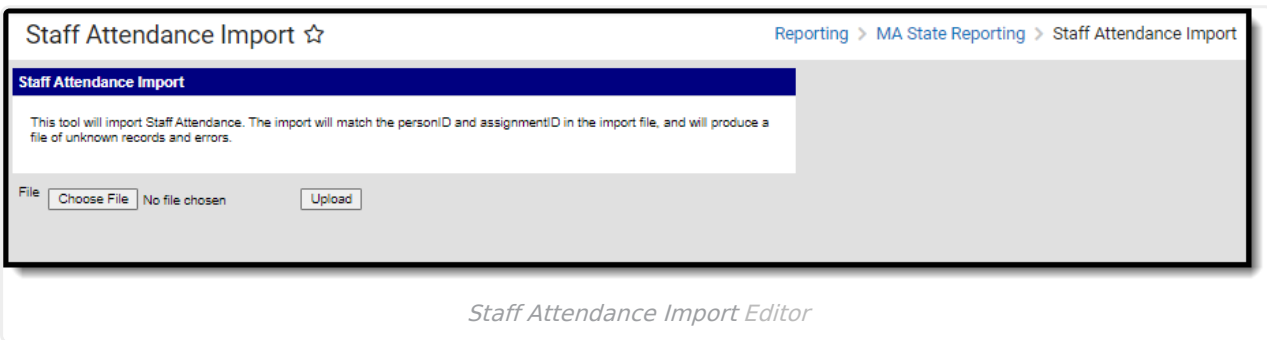 Staff Attendance Import ☆
Reporting > MA State Reporting > Staff Attendance Import
Staff Attendance Import
This tool will import Staff Attendance. The import will match the personID and assignmentID in the import file, and will produce a
file of unknown records and errors.
File Choose File No file chosen Upload
Staff Attendance Import Editor